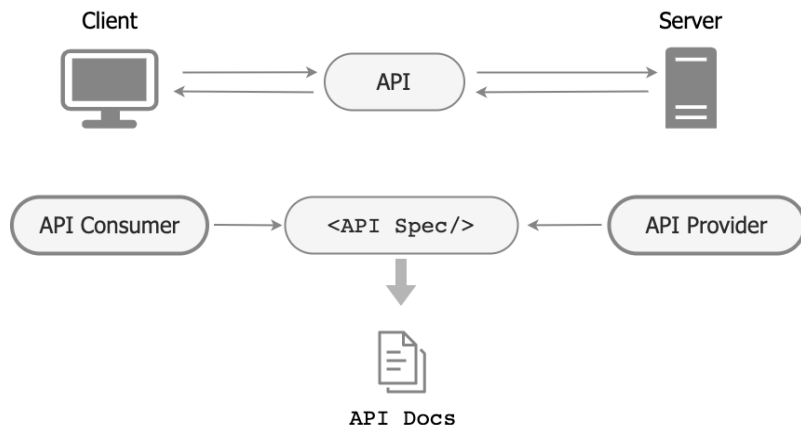 Client
Server
API
API Consumer
<API Spec/>
API Provider
API Docs